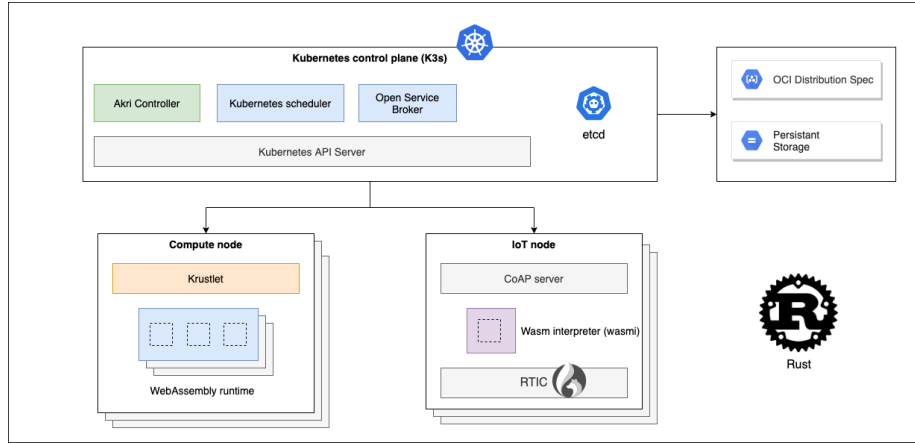 Kubernetes control plane (K3s)
Akri Controller
Kubernetes scheduler
Open Service
Broker
etcd
Kubernetes API Server
OCI Distribution Spec
Persistant
Storage
Compute node
Krustlet
WebAssembly runtime
IoT node
CoAP server
Wasm interpreter (wasmi)
RTIC
R
Rust